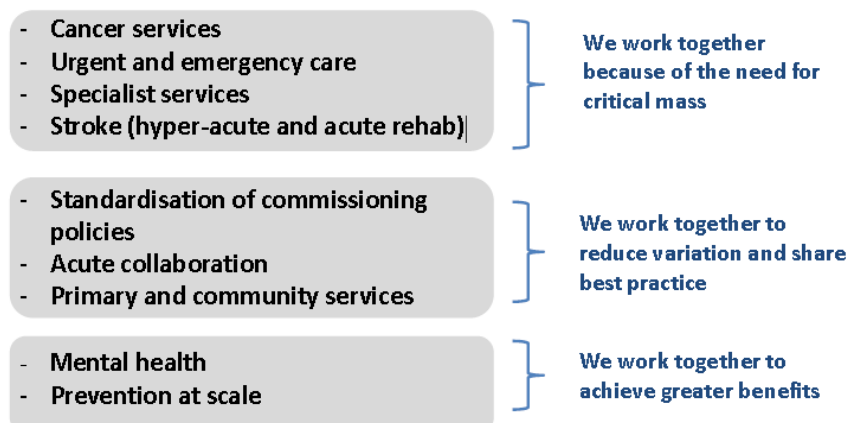 - Cancer services
- Urgent and emergency care
- Specialist services
- Stroke (hyper-acute and acute rehab)
We work together
because of the need for
critical mass
- Standardisation of commissioning
policies
- Acute collaboration
- Primary and community services
We work together to
reduce variation and share
best practice
- Mental health
- Prevention at scale
We work together to
achieve greater benefits